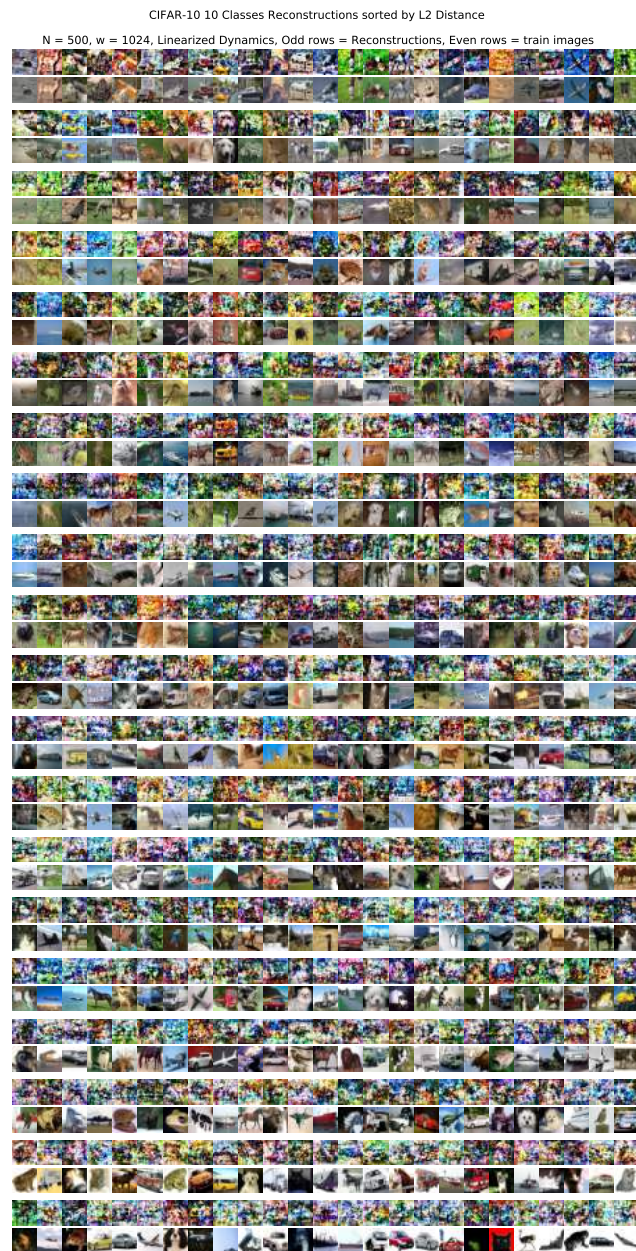 CIFAR-10 10 Classes Reconstructions sorted by L2 Distance
N = 500, w = 1024, Linearized Dynamics, Odd rows = Reconstructions, Even rows = train images